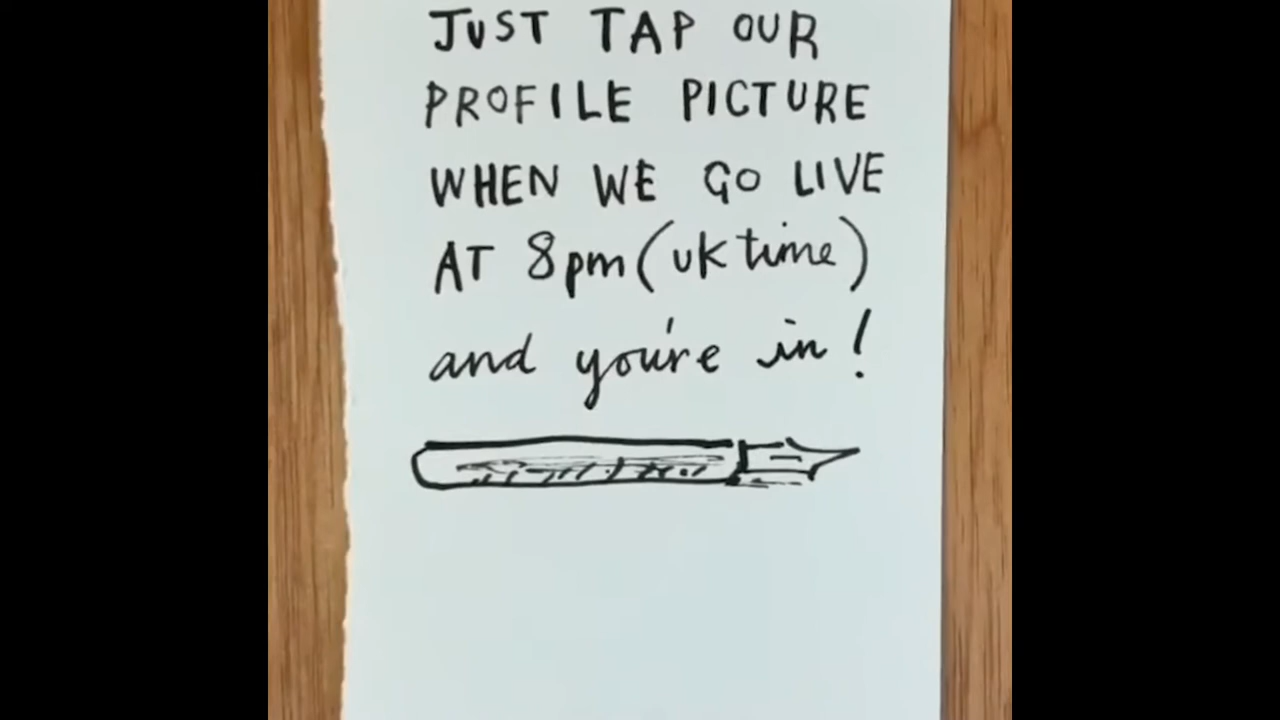 JUST TAP OUR
PROFILE PICTURE
WHEN WE GO LIVE
AT 8pm (uk time)
and you're in!